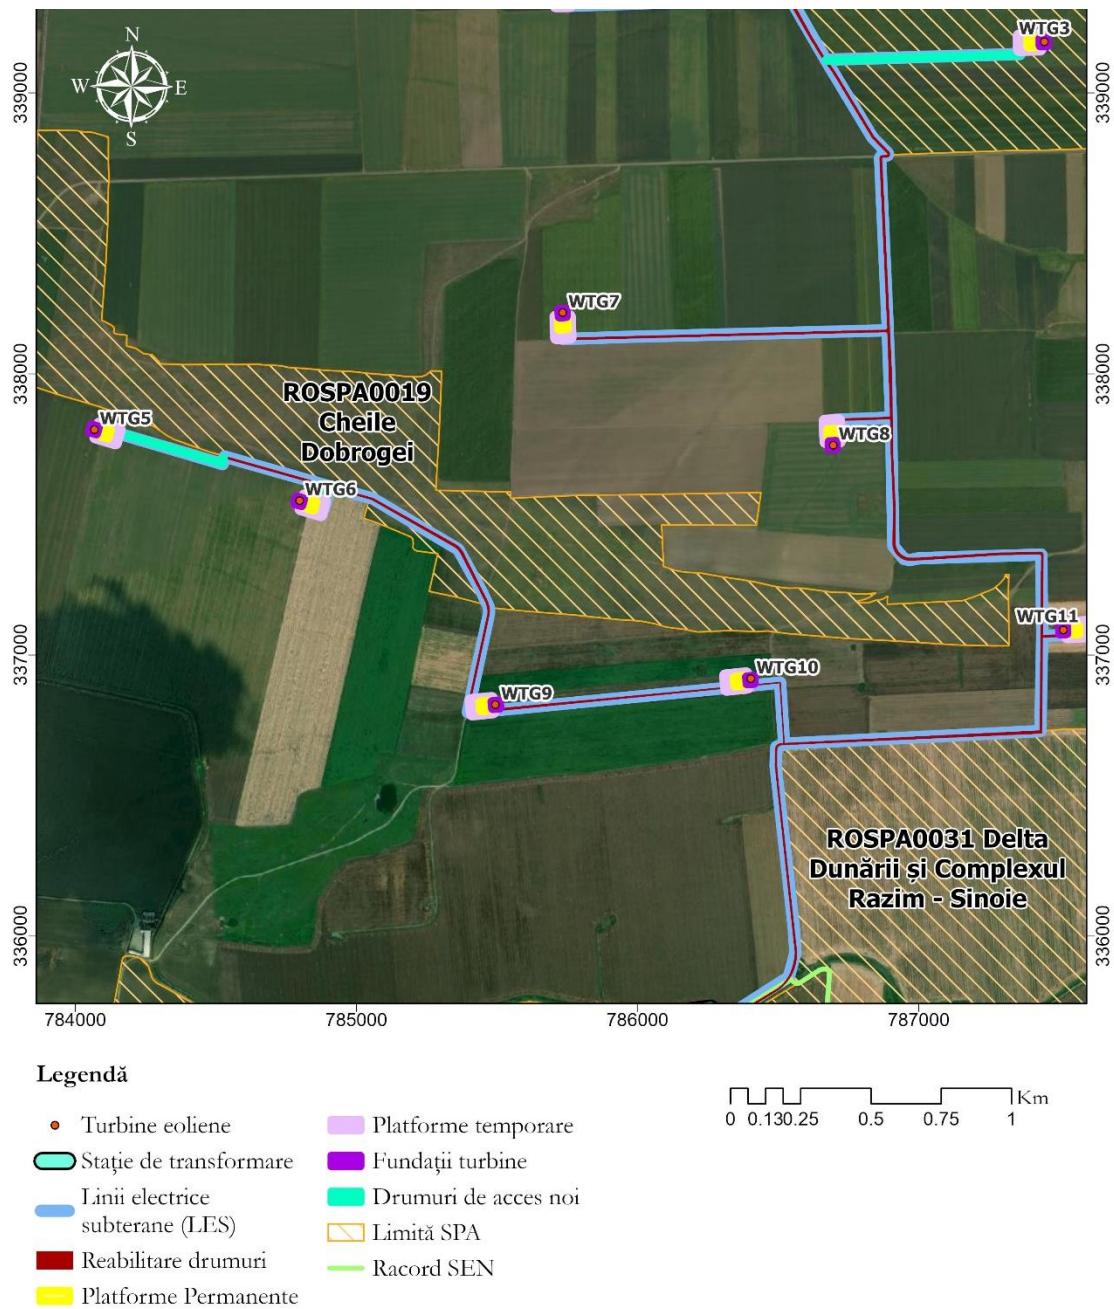 N
W E
S
WTG3
339000
339000
WTG7
338000
338000
ROSPA0019
Cheile
Dobrogei
WTG5
WTG8
WTG6
WTG11
337000
337000
WTG10
WTG9
ROSPA0031 Delta
Dunării și Complexul
Razim - Sinoie
336000
336000
784000 785000 786000 787000
Legendă
Turbine eoliene
Stație de transformare
Linii electrice
subterane (LES)
Reabilitare drumuri
Platforme Permanente
Platforme temporare
Fundații turbine
Drumuri de acces noi
Limită SPA
Racord SEN
Km
0 0.130.25 0.5 0.75 1